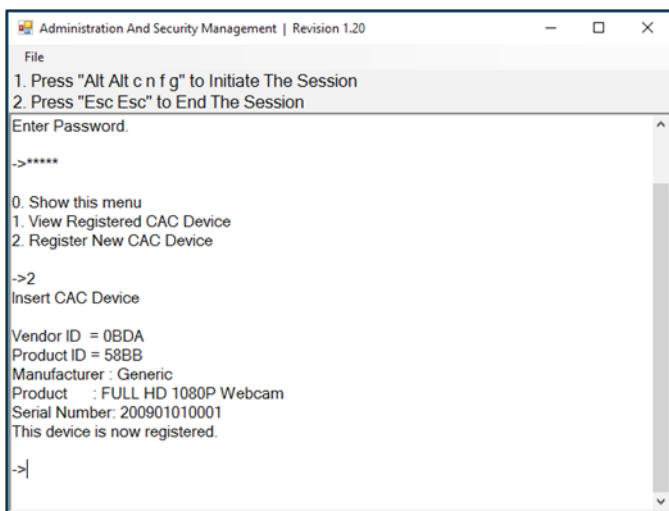 Administration And Security Management | Revision 1.20
File
1. Press "Alt Alt c n f g" to Initiate The Session
2. Press "Esc Esc" to End The Session
Enter Password.
->*****
0. Show this menu
1. View Registered CAC Device
2. Register New CAC Device
->2
Insert CAC Device
Vendor ID  = 0BDA
Product ID = 58BB
Manufacturer : Generic
Product      : FULL HD 1080P Webcam
Serial Number: 200901010001
This device is now registered.
->